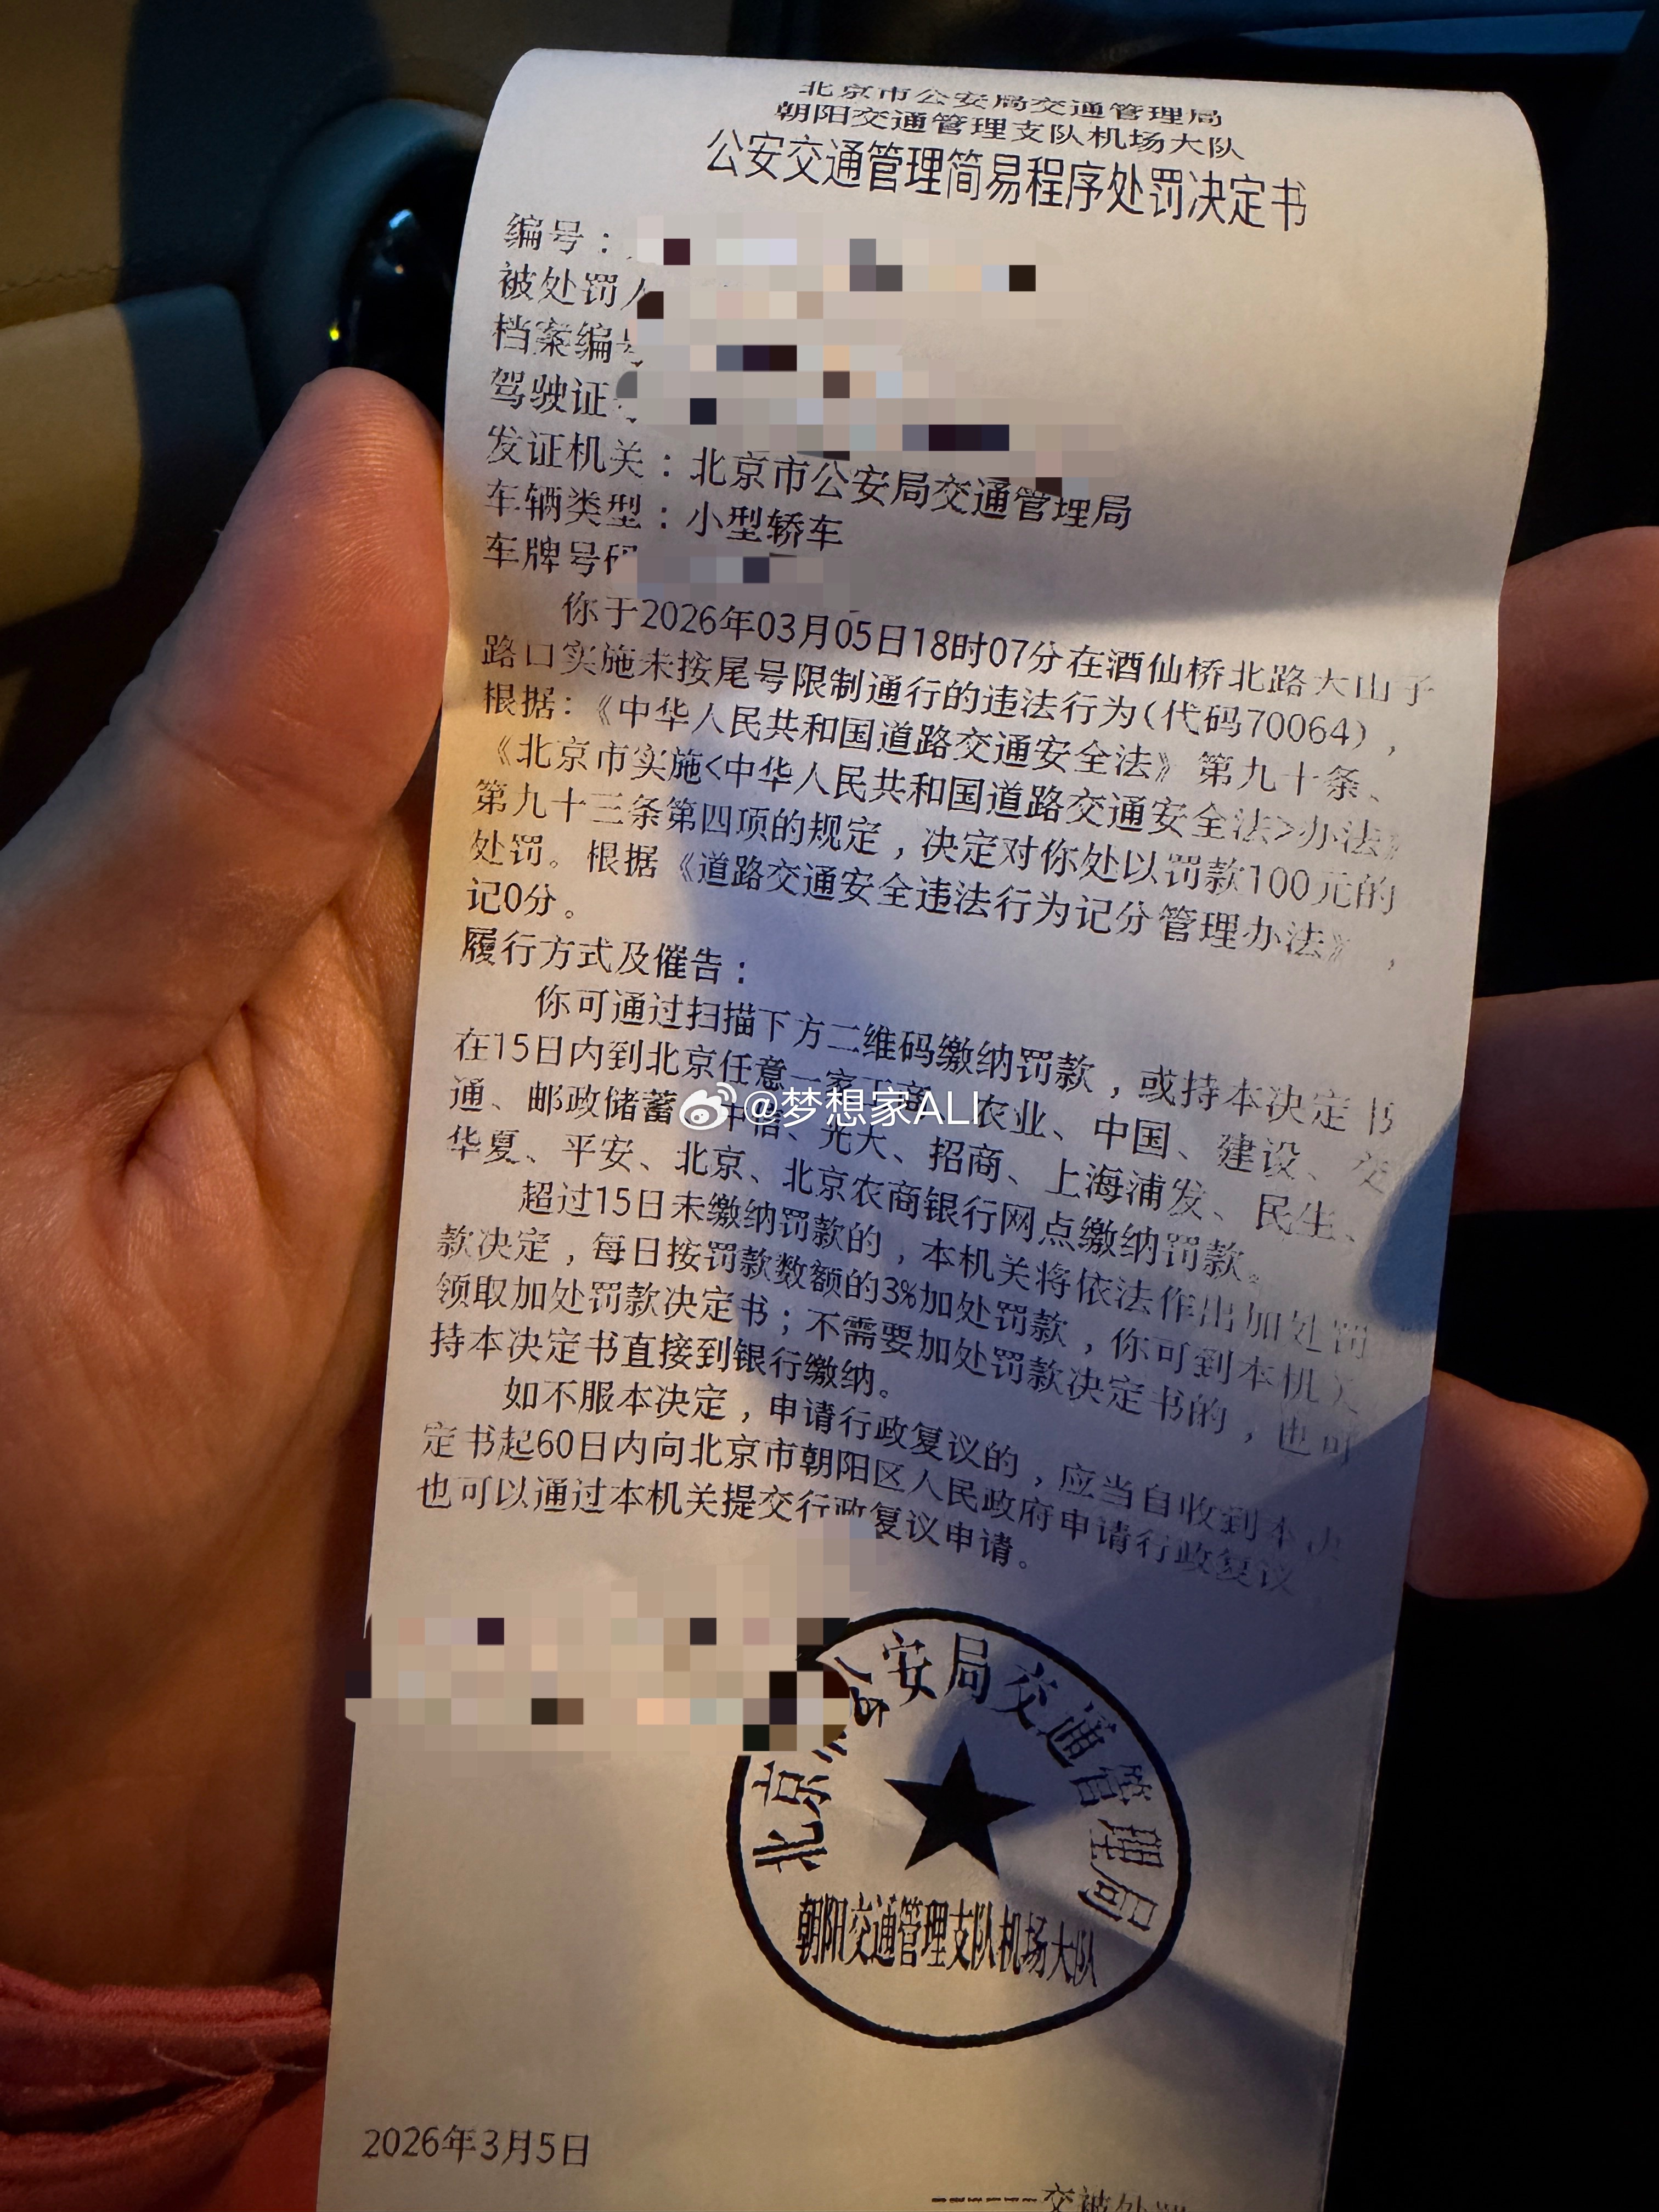 北京市公安局交通管理局
朝阳交通管理支队机场大队
公安交通管理简易程序处罚决定书
编号：
被处罚人
档案编号
驾驶证
发证机关：北京市公安局交通管理局
车辆类型：小型轿车
车牌号码
你于2026年03月05日18时07分在酒仙桥北路大山子
路口实施未按尾号限制通行的违法行为(代码70064)，
根据：《中华人民共和国道路交通安全法》第九十条、
《北京市实施<中华人民共和国道路交通安全法>办法》
第九十三条第四项的规定，决定对你处以罚款100元的
处罚。根据《道路交通安全违法行为记分管理办法》，
记0分。
履行方式及催告：
你可通过扫描下方二维码缴纳罚款，或持本决定书
在15日内到北京任意一家工商、农业、中国、建设、交
通、邮政储蓄、中信、光大、招商、上海浦发、民生、
华夏、平安、北京、北京农商银行网点缴纳罚款。
超过15日未缴纳罚款的，本机关将依法作出加处罚
款决定，每日按罚款数额的3%加处罚款，你可到本机关
领取加处罚款决定书；不需要加处罚款决定书的，也可
持本决定书直接到银行缴纳。
如不服本决定，申请行政复议的，应当自收到本决
定书起60日内向北京市朝阳区人民政府申请行政复议
也可以通过本机关提交行政复议申请。
@梦想家ALI
北京市公安局交通管理局
朝阳交通管理支队机场大队
2026年3月5日
-----交被处罚